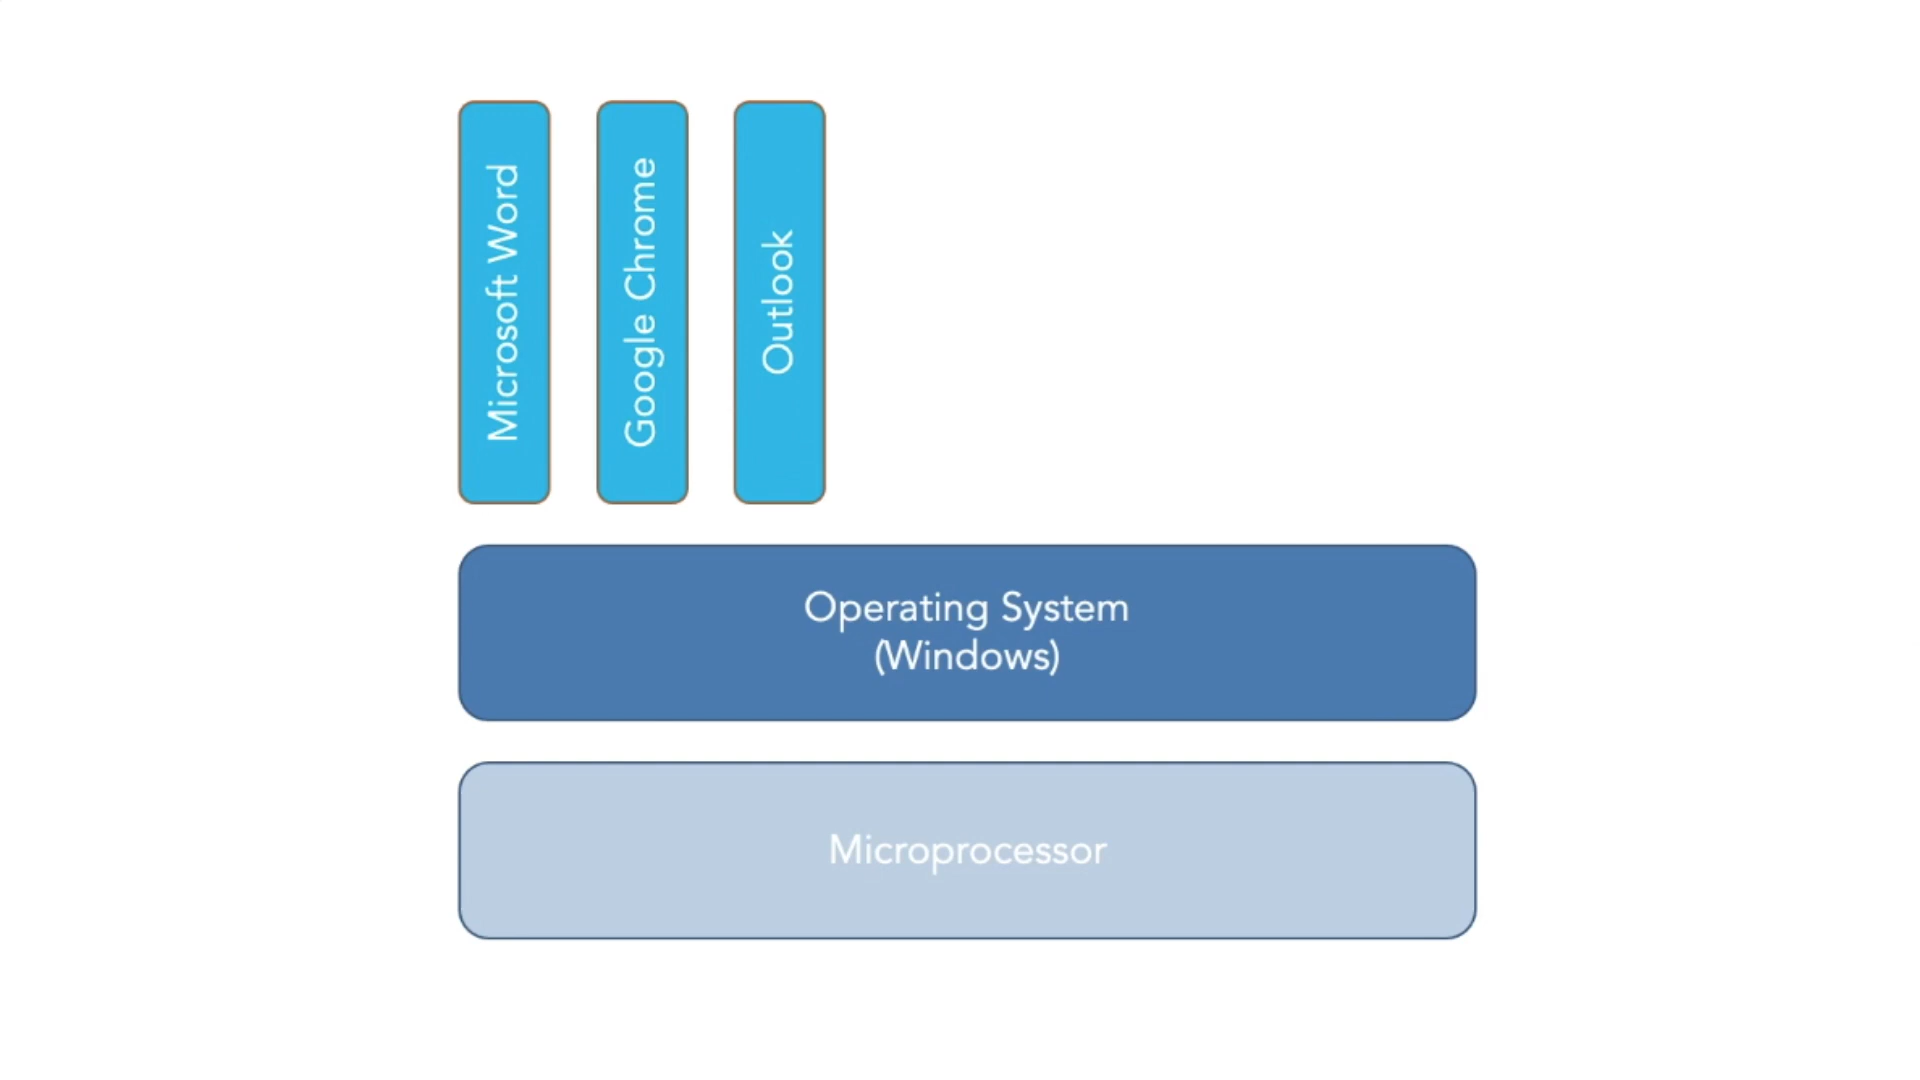 Microsoft Word
Google Chrome
Outlook
Operating System
(Windows)
Microprocessor